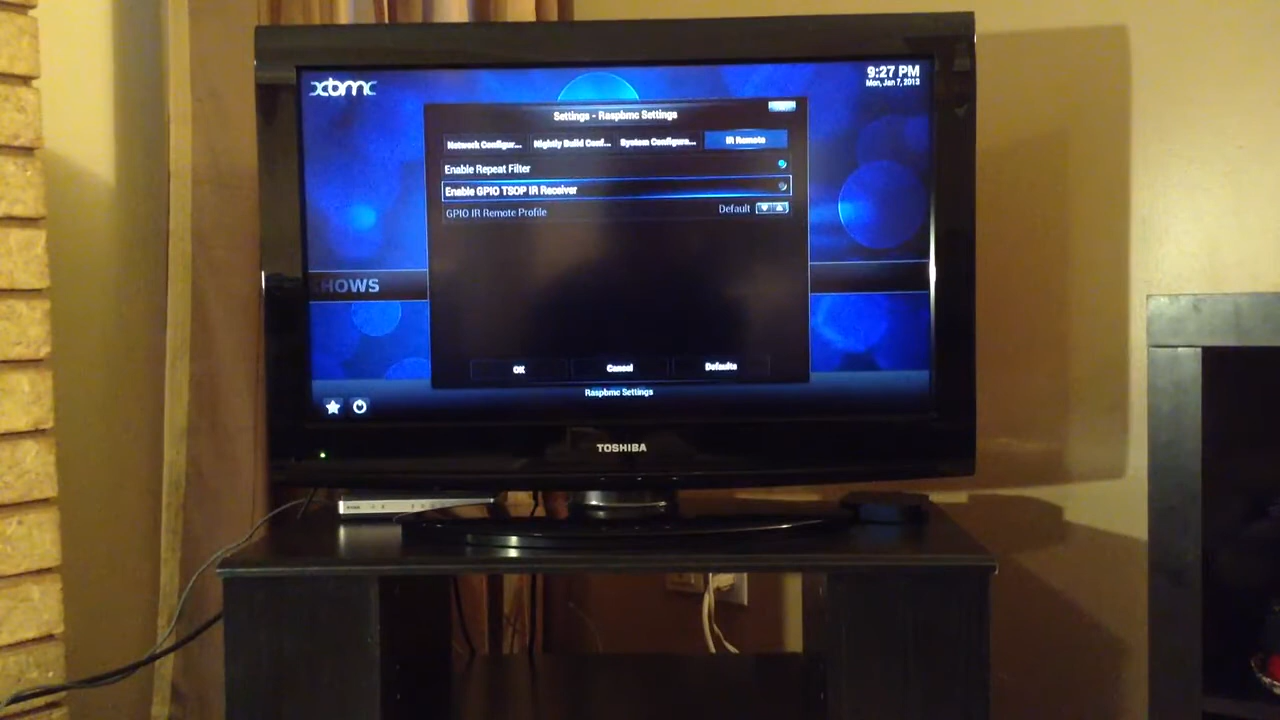 xbmc
9:27 PM
Mon, Jan 7, 2013
Settings - Raspbmc Settings
Network Configur... Nightly Build Conf... System Configura... IR Remote
Enable Repeat Filter
Enable GPIO TSOP IR Receiver
GPIO IR Remote Profile Default
HOWS
OK Cancel Defaults
Raspbmc Settings
TOSHIBA